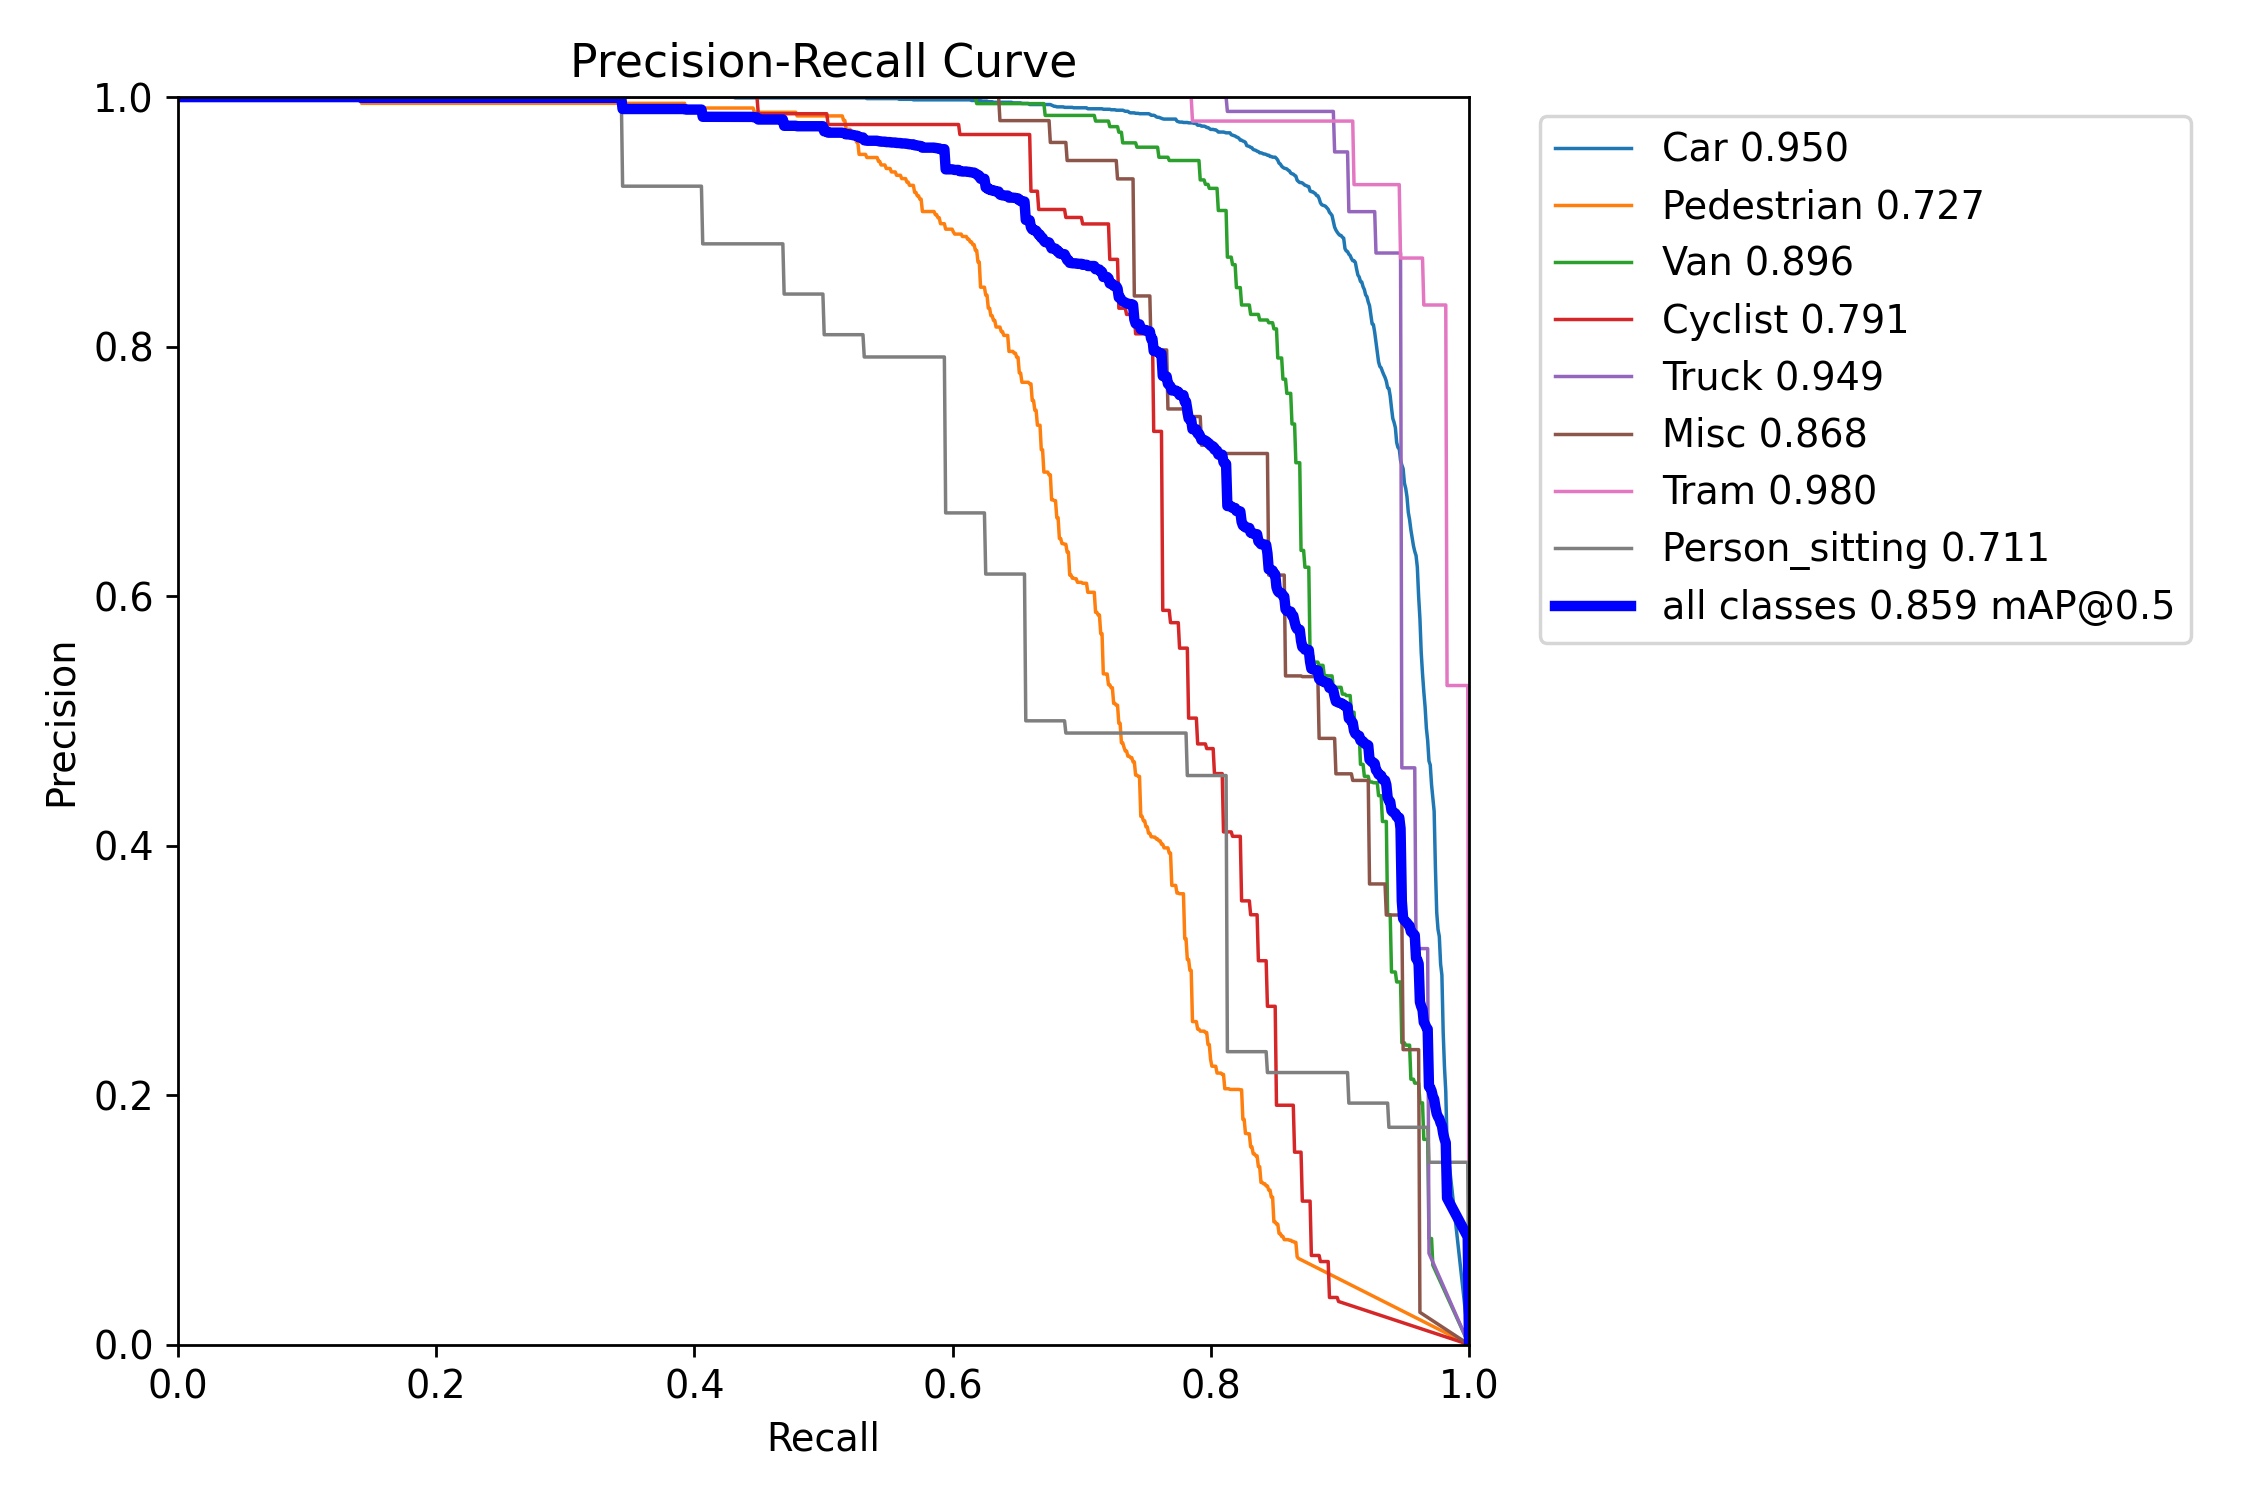 Precision-Recall Curve
1.0
0.8
0.6
0.4
0.2
0.0
Precision
0.0 0.2 0.4 0.6 0.8 1.0
Recall
Car 0.950
Pedestrian 0.727
Van 0.896
Cyclist 0.791
Truck 0.949
Misc 0.868
Tram 0.980
Person_sitting 0.711
all classes 0.859 mAP@0.5